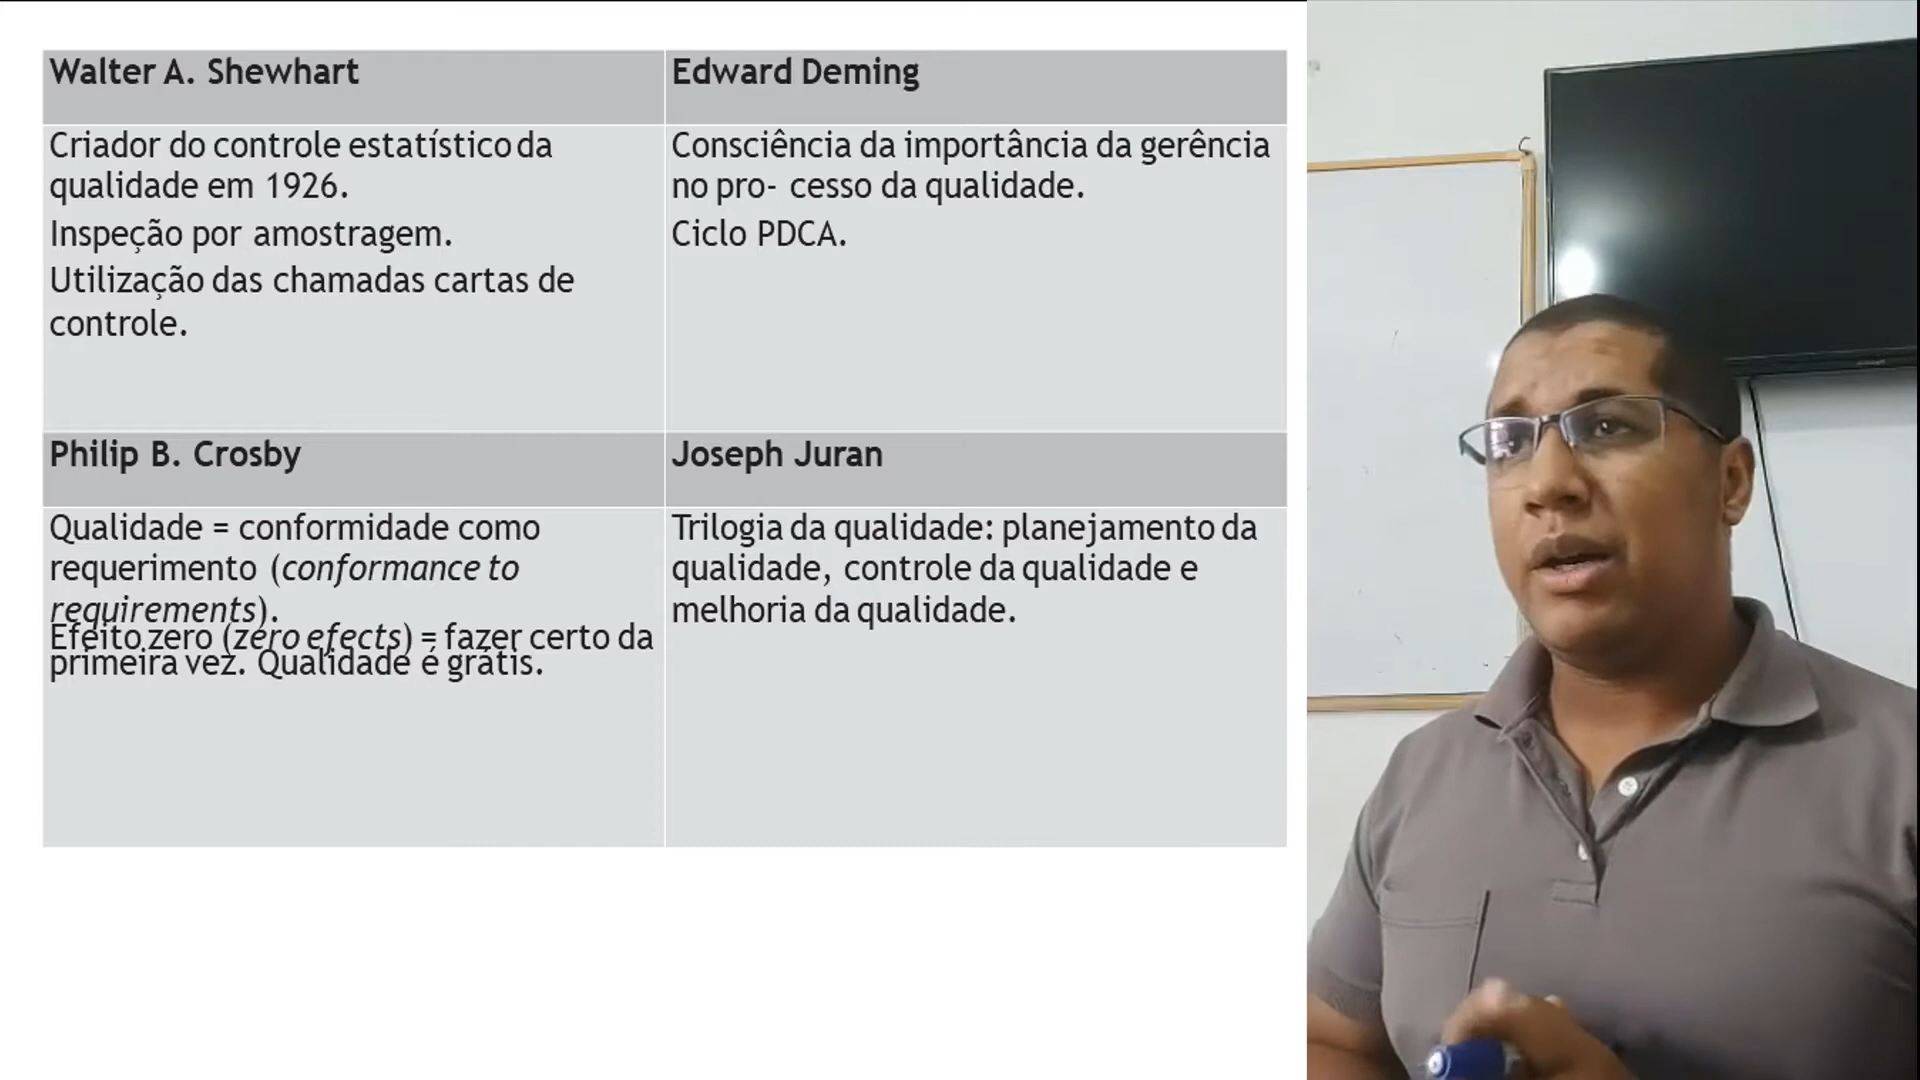 Walter A. Shewhart
Criador do controle estatístico da
qualidade em 1926.
Inspeção por amostragem.
Utilização das chamadas cartas de
controle.
Edward Deming
Consciência da importância da gerência
no pro- cesso da qualidade.
Ciclo PDCA.
Philip B. Crosby
Qualidade = conformidade como
requerimento (conformance to
requirements).
Efeito zero (zero efects) = fazer certo da
primeira vez. Qualidade é grátis.
Joseph Juran
Trilogia da qualidade: planejamento da
qualidade, controle da qualidade e
melhoria da qualidade.